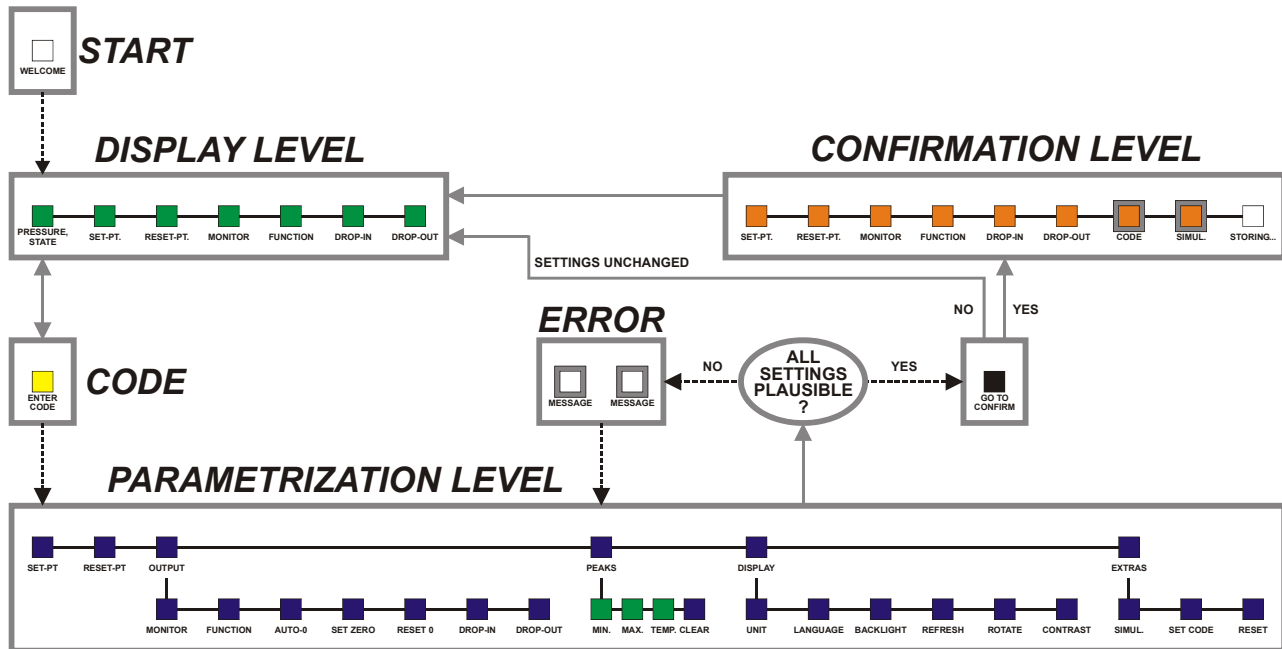 START
WELCOME
DISPLAY LEVEL
PRESSURE,
STATE
SET-PT.
RESET-PT.
MONITOR
FUNCTION
DROP-IN
DROP-OUT
CONFIRMATION LEVEL
SET-PT.
RESET-PT.
MONITOR
FUNCTION
DROP-IN
DROP-OUT
CODE
SIMUL.
STORING...
SETTINGS UNCHANGED
NO
YES
CODE
ENTER
CODE
ERROR
MESSAGE
MESSAGE
NO
ALL
SETTINGS
PLAUSIBLE
?
YES
GO TO
CONFIRM
PARAMETRIZATION LEVEL
SET-PT
RESET-PT
OUTPUT
PEAKS
DISPLAY
EXTRAS
MONITOR
FUNCTION
AUTO-0
SET ZERO
RESET 0
DROP-IN
DROP-OUT
MIN.
MAX.
TEMP.
CLEAR
UNIT
LANGUAGE
BACKLIGHT
REFRESH
ROTATE
CONTRAST
SIMUL.
SET CODE
RESET